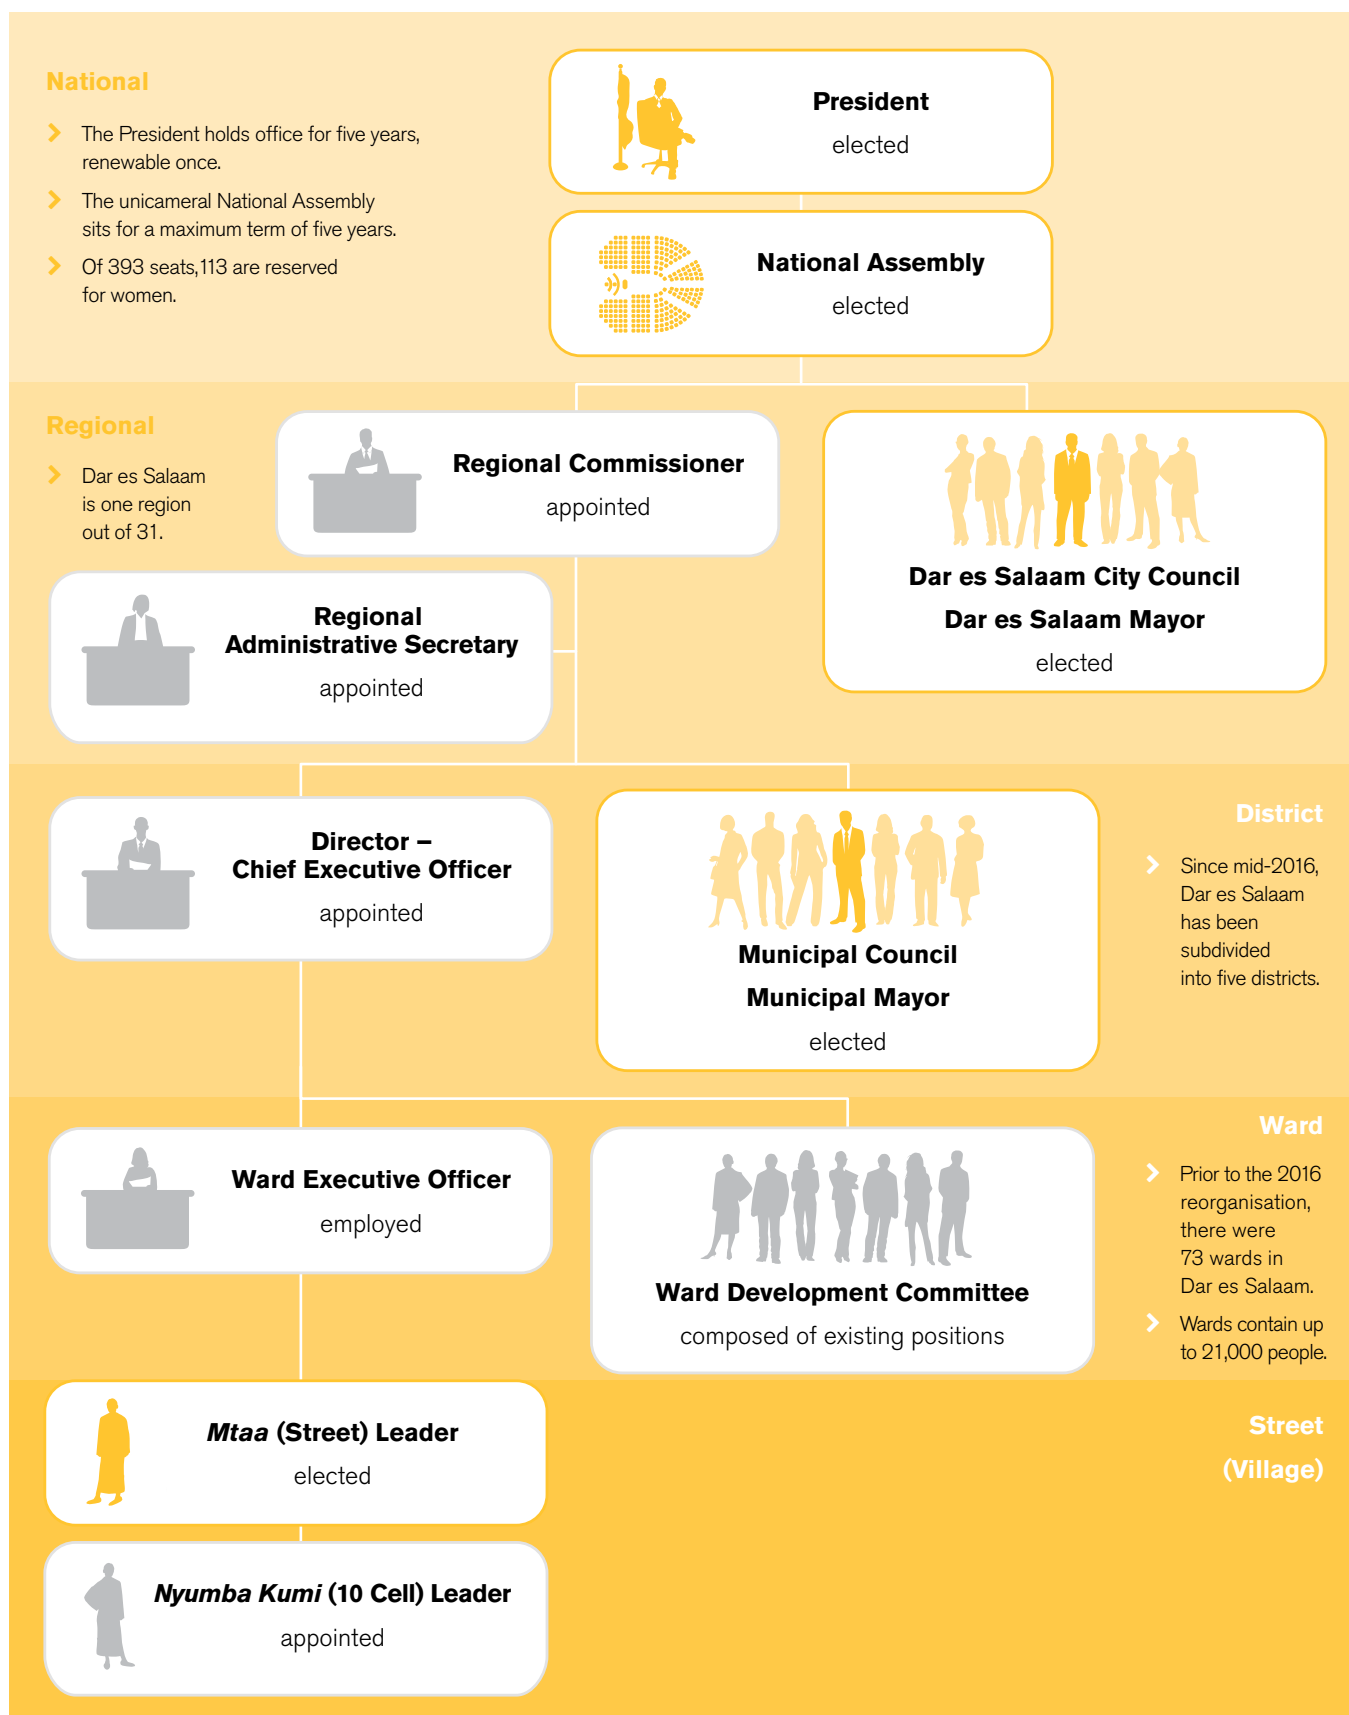 National
The President holds office for five years,
renewable once.
The unicameral National Assembly
sits for a maximum term of five years.
Of 393 seats,113 are reserved
for women.
President
elected
National Assembly
elected
Regional
Dar es Salaam
is one region
out of 31.
Regional Commissioner
appointed
Dar es Salaam City Council
Dar es Salaam Mayor
elected
Regional
Administrative Secretary
appointed
Director –
Chief Executive Officer
appointed
Municipal Council
Municipal Mayor
elected
District
Since mid-2016,
Dar es Salaam
has been
subdivided
into five districts.
Ward Executive Officer
employed
Ward Development Committee
composed of existing positions
Ward
Prior to the 2016
reorganisation,
there were
73 wards in
Dar es Salaam.
Wards contain up
to 21,000 people.
Mtaa (Street) Leader
elected
Street
(Village)
Nyumba Kumi (10 Cell) Leader
appointed